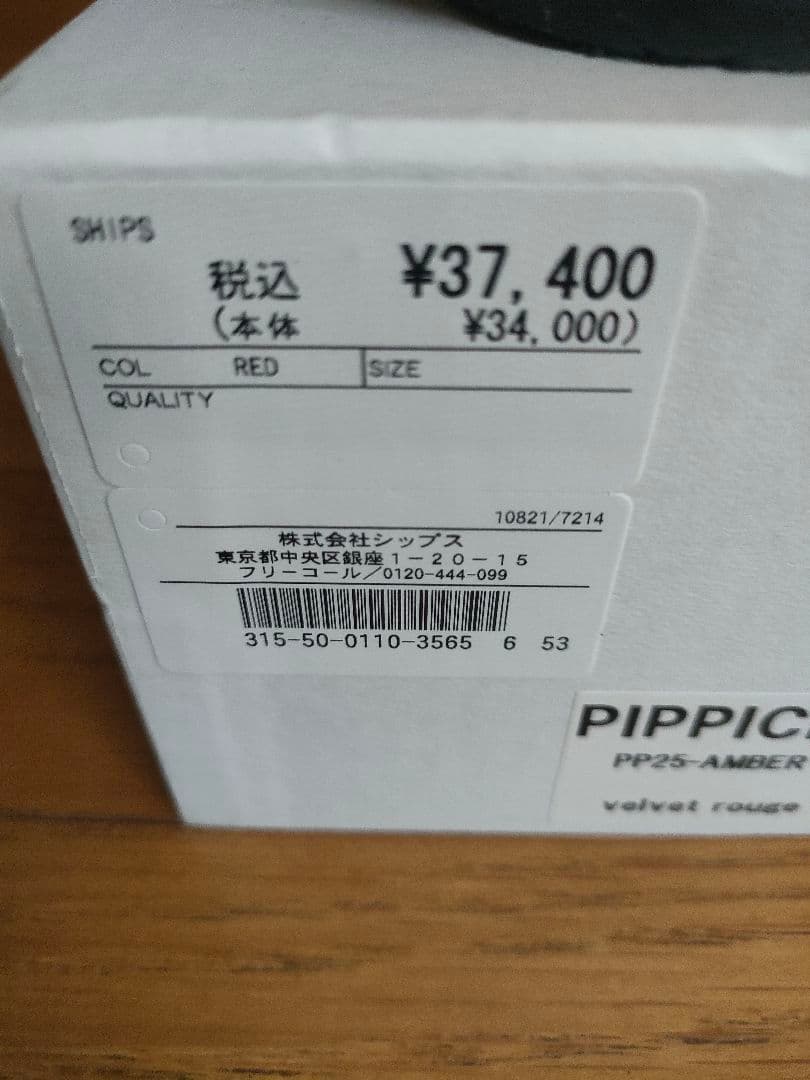 SHIPS
税込 ¥37,400
(本体 ¥34,000)
COL RED SIZE
QUALITY
10821/7214
株式会社シップス
東京都中央区銀座1-20-15
フリーコール/0120-444-099
315-50-0110-3565 6 53
PIPPIC
PP25-AMBER
velvet rouge